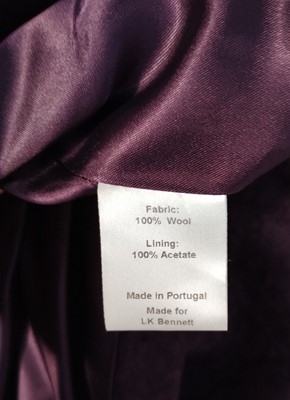 Fabric:
100% Wool
Lining:
100% Acetate
Made in Portugal
Made for
LK Bennett